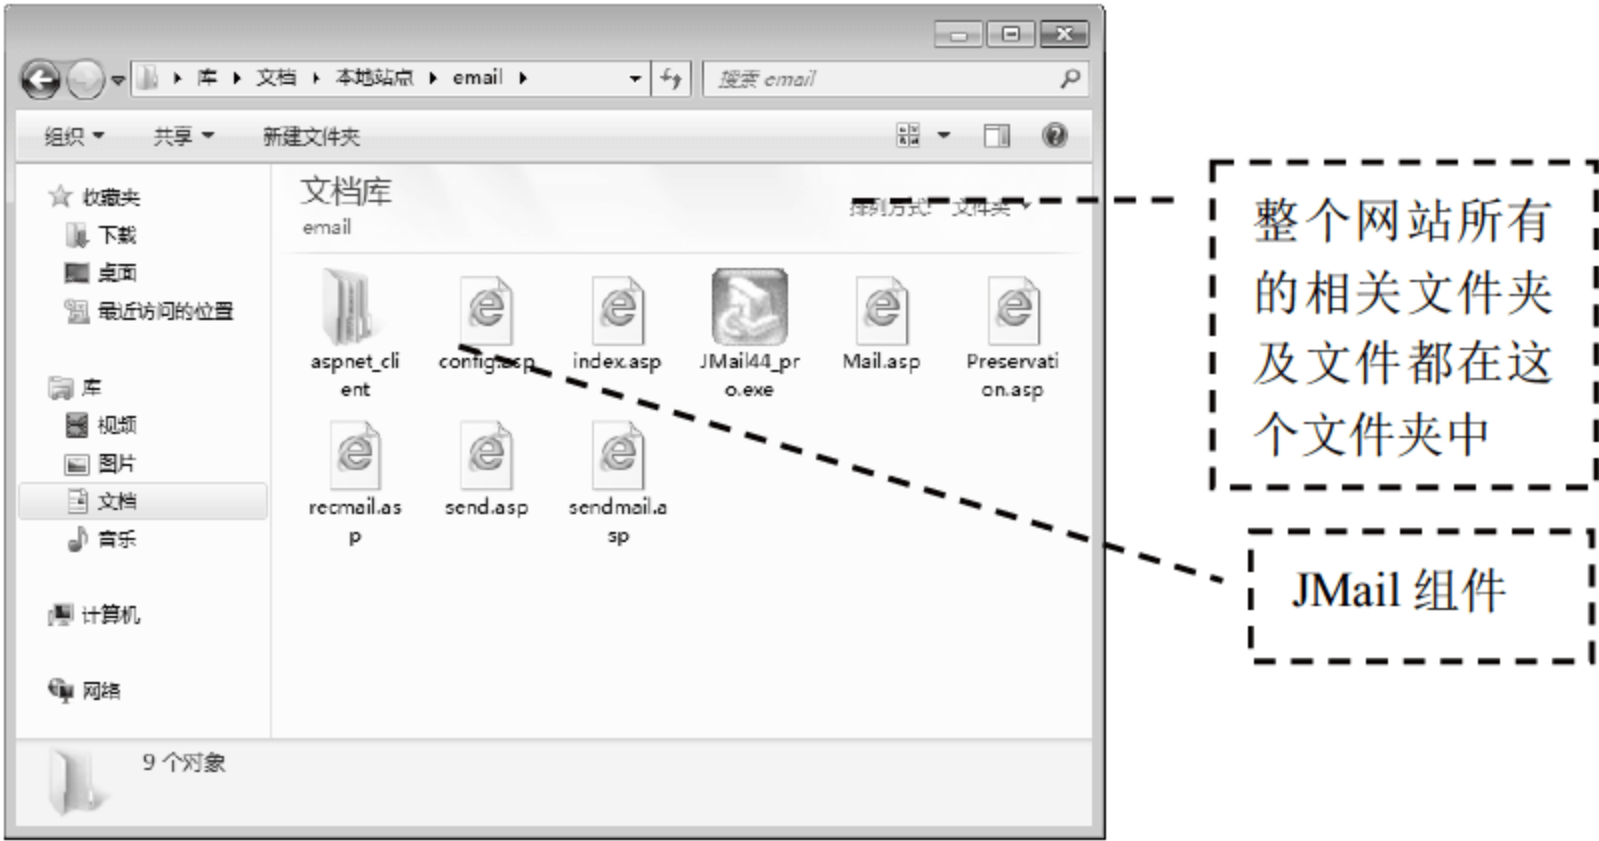 库 文档 本地站点 email
搜索 email
组织 共享 新建文件夹
收藏夹
下载
桌面
最近访问的位置
库
视频
图片
文档
音乐
计算机
网络
文档库
email
排列方式: 文件夹
aspnet_cli
ent
config.asp
index.asp
JMail44_pr
o.exe
Mail.asp
Preservati
on.asp
recmail.as
p
send.asp
sendmail.a
sp
9 个对象
整个网站所有
的相关文件夹
及文件都在这
个文件夹中
JMail 组件